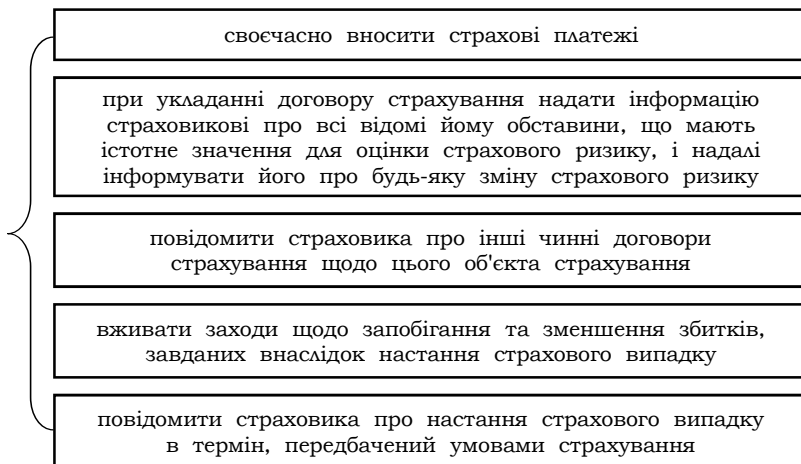 своєчасно вносити страхові платежі
при укладанні договору страхування надати інформацію
страховикові про всі відомі йому обставини, що мають
істотне значення для оцінки страхового ризику, і надалі
інформувати його про будь-яку зміну страхового ризику
повідомити страховика про інші чинні договори
страхування щодо цього об'єкта страхування
вживати заходи щодо запобігання та зменшення збитків,
завданих внаслідок настання страхового випадку
повідомити страховика про настання страхового випадку
в термін, передбачений умовами страхування